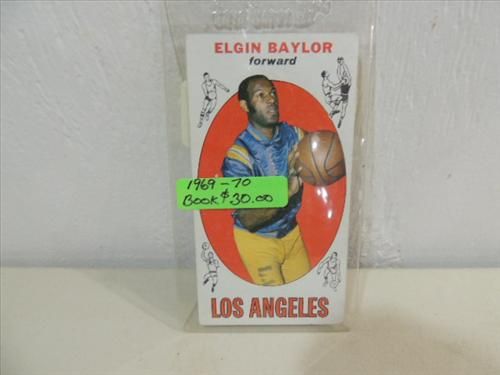 ELGIN BAYLOR
forward
1969-70
Book $30.00
LOS ANGELES